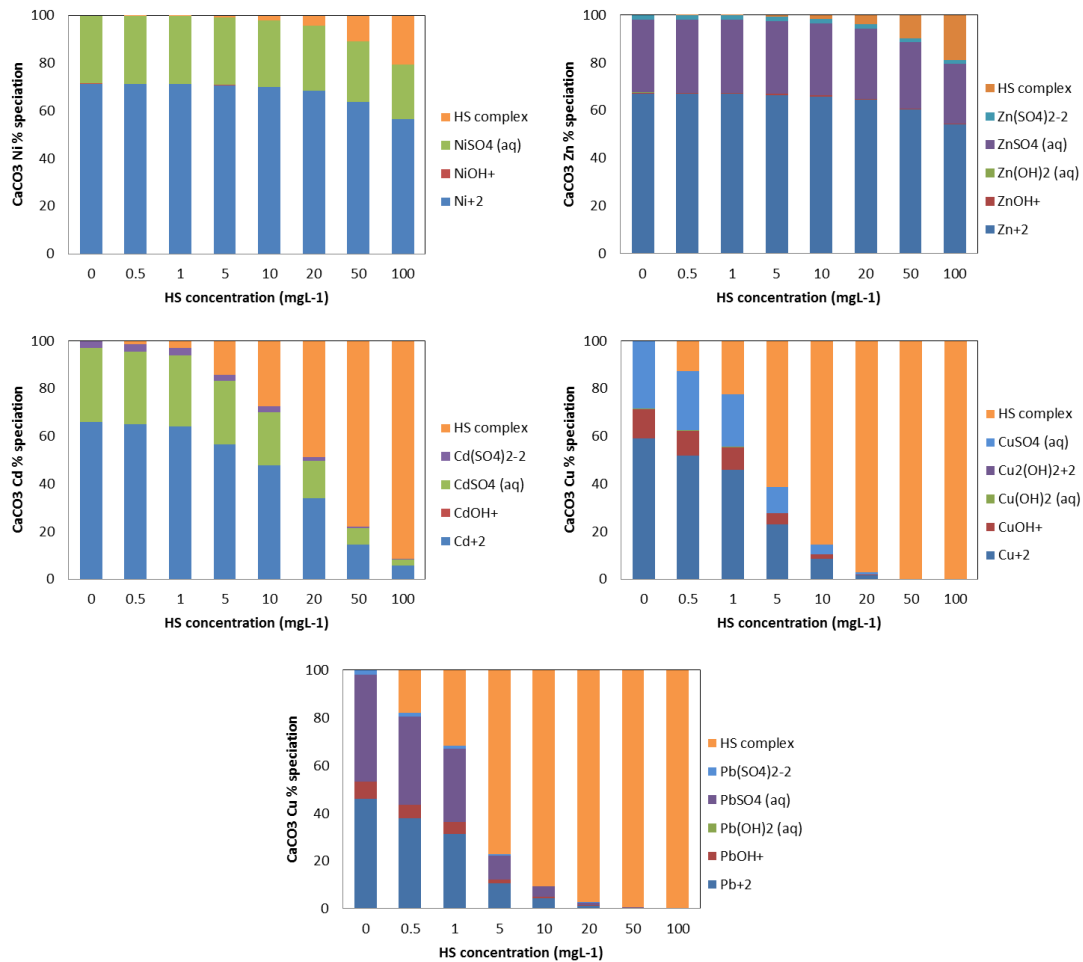 CaCO3 Ni % speciation
100
80
60
40
20
0
0 0.5 1 5 10 20 50 100
HS concentration (mgL-1)
HS complex
NiSO4 (aq)
NiOH+
Ni+2
CaCO3 Zn % speciation
100
80
60
40
20
0
0 0.5 1 5 10 20 50 100
HS concentration (mgL-1)
HS complex
Zn(SO4)2-2
ZnSO4 (aq)
Zn(OH)2 (aq)
ZnOH+
Zn+2
CaCO3 Cd % speciation
100
80
60
40
20
0
0 0.5 1 5 10 20 50 100
HS concentration (mgL-1)
HS complex
Cd(SO4)2-2
CdSO4 (aq)
CdOH+
Cd+2
CaCO3 Cu % speciation
100
80
60
40
20
0
0 0.5 1 5 10 20 50 100
HS concentration (mgL-1)
HS complex
CuSO4 (aq)
Cu2(OH)2+2
Cu(OH)2 (aq)
CuOH+
Cu+2
CaCO3 Cu % speciation
100
80
60
40
20
0
0 0.5 1 5 10 20 50 100
HS concentration (mgL-1)
HS complex
Pb(SO4)2-2
PbSO4 (aq)
Pb(OH)2 (aq)
PbOH+
Pb+2